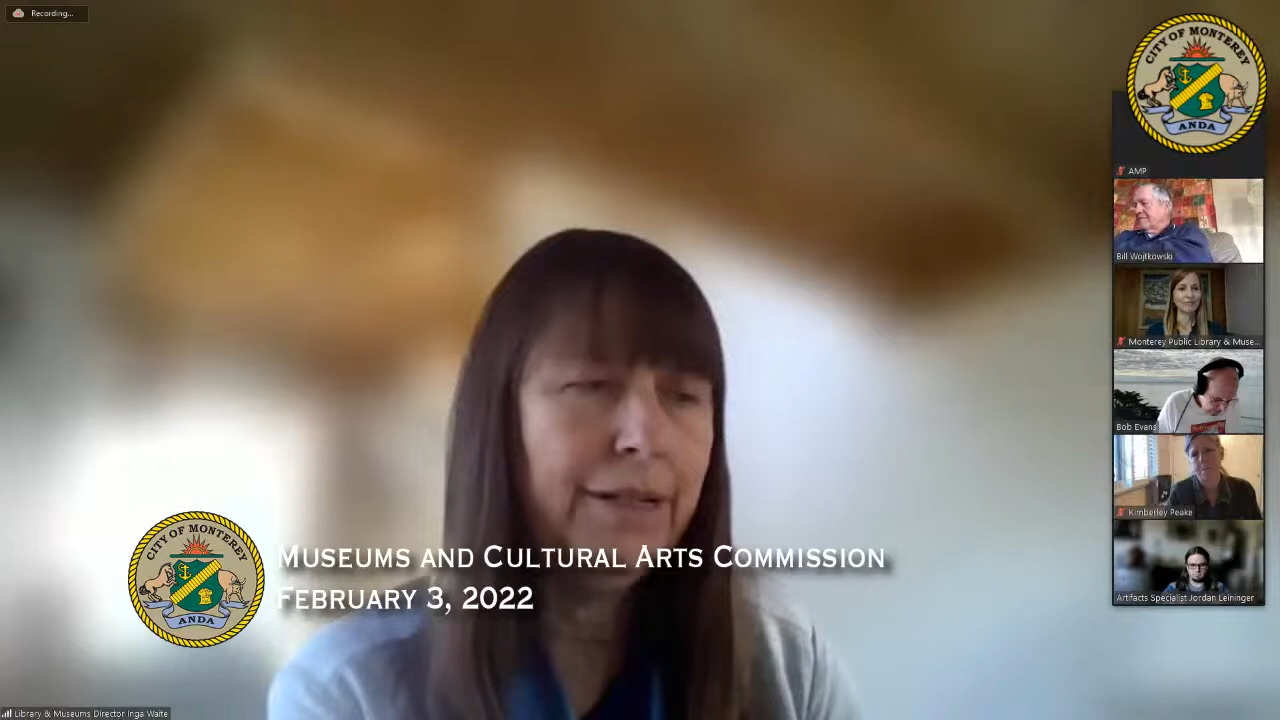 Recording...
CITY OF MONTEREY
ANDA
AMP
Bill Wojtkowski
Monterey Public Library & Muse...
Bob Evans
Kimberley Peake
Artifacts Specialist Jordan Leininger
CITY OF MONTEREY
ANDA
MUSEUMS AND CULTURAL ARTS COMMISSION
FEBRUARY 3, 2022
Library & Museums Director Inga Waite